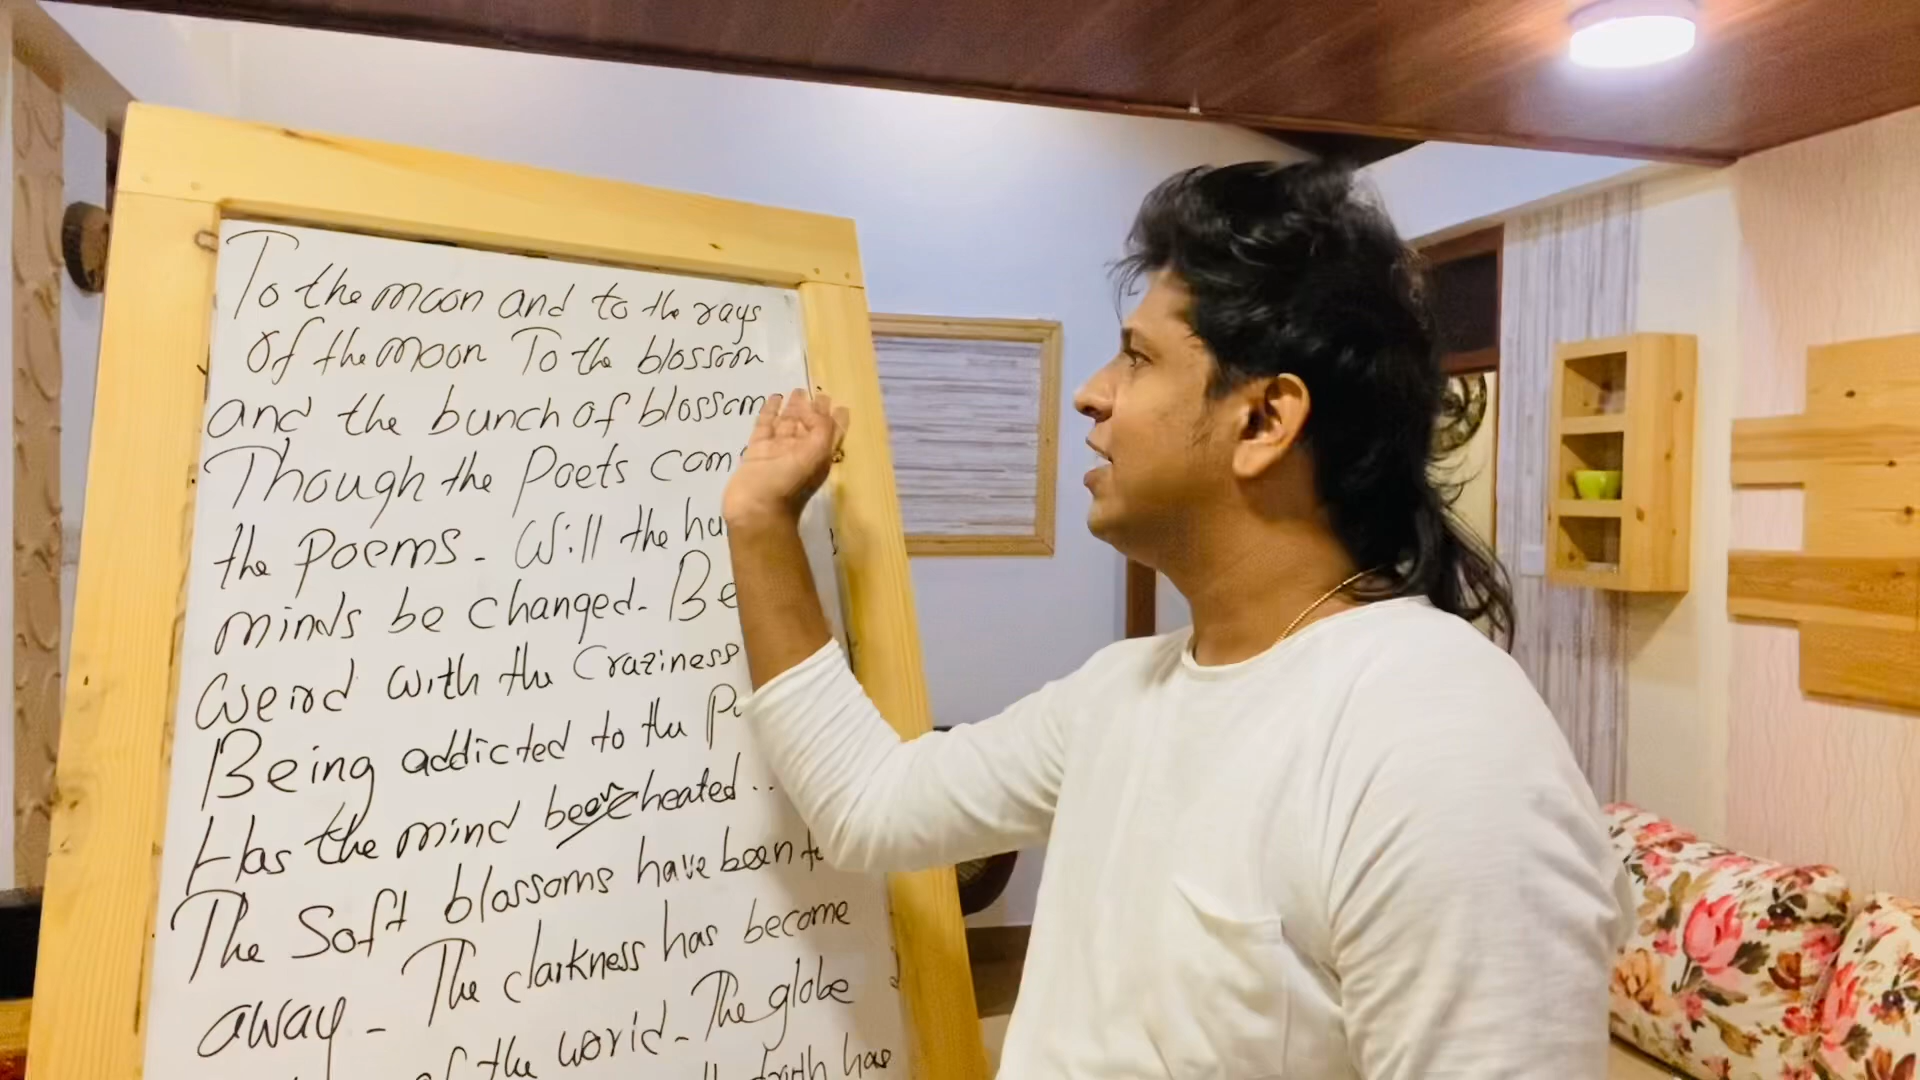 To the moon and to the rays
Of the moon To the blossom
and the bunch of blossoms
Though the Poets com
the Poems - Will the hu
minds be changed - Be
weird with the Craziness
Being addicted to the P
Has the mind been cheated ..
The Soft blossoms have been t
away - The darkness has become
of the world - The globe
truth has